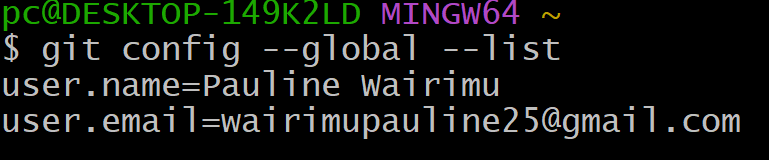 pc@DESKTOP-149K2LD MINGW64 ~
$ git config --global --list
user.name=Pauline Wairimu
user.email=wairimupauline25@gmail.com